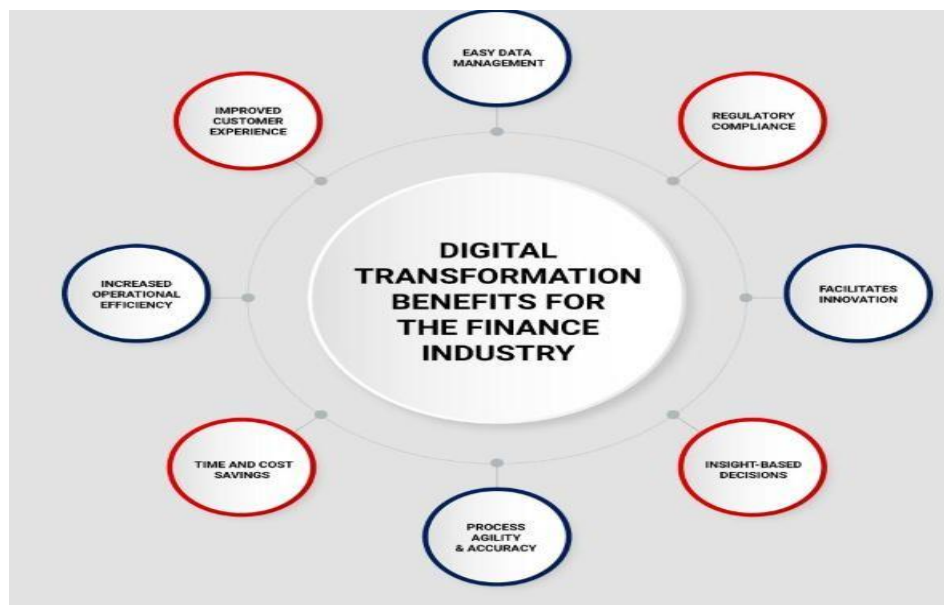 EASY DATA
MANAGEMENT
IMPROVED
CUSTOMER
EXPERIENCE
REGULATORY
COMPLIANCE
DIGITAL
TRANSFORMATION
BENEFITS FOR
THE FINANCE
INDUSTRY
INCREASED
OPERATIONAL
EFFICIENCY
FACILITATES
INNOVATION
TIME AND COST
SAVINGS
INSIGHT-BASED
DECISIONS
PROCESS
AGILITY
& ACCURACY